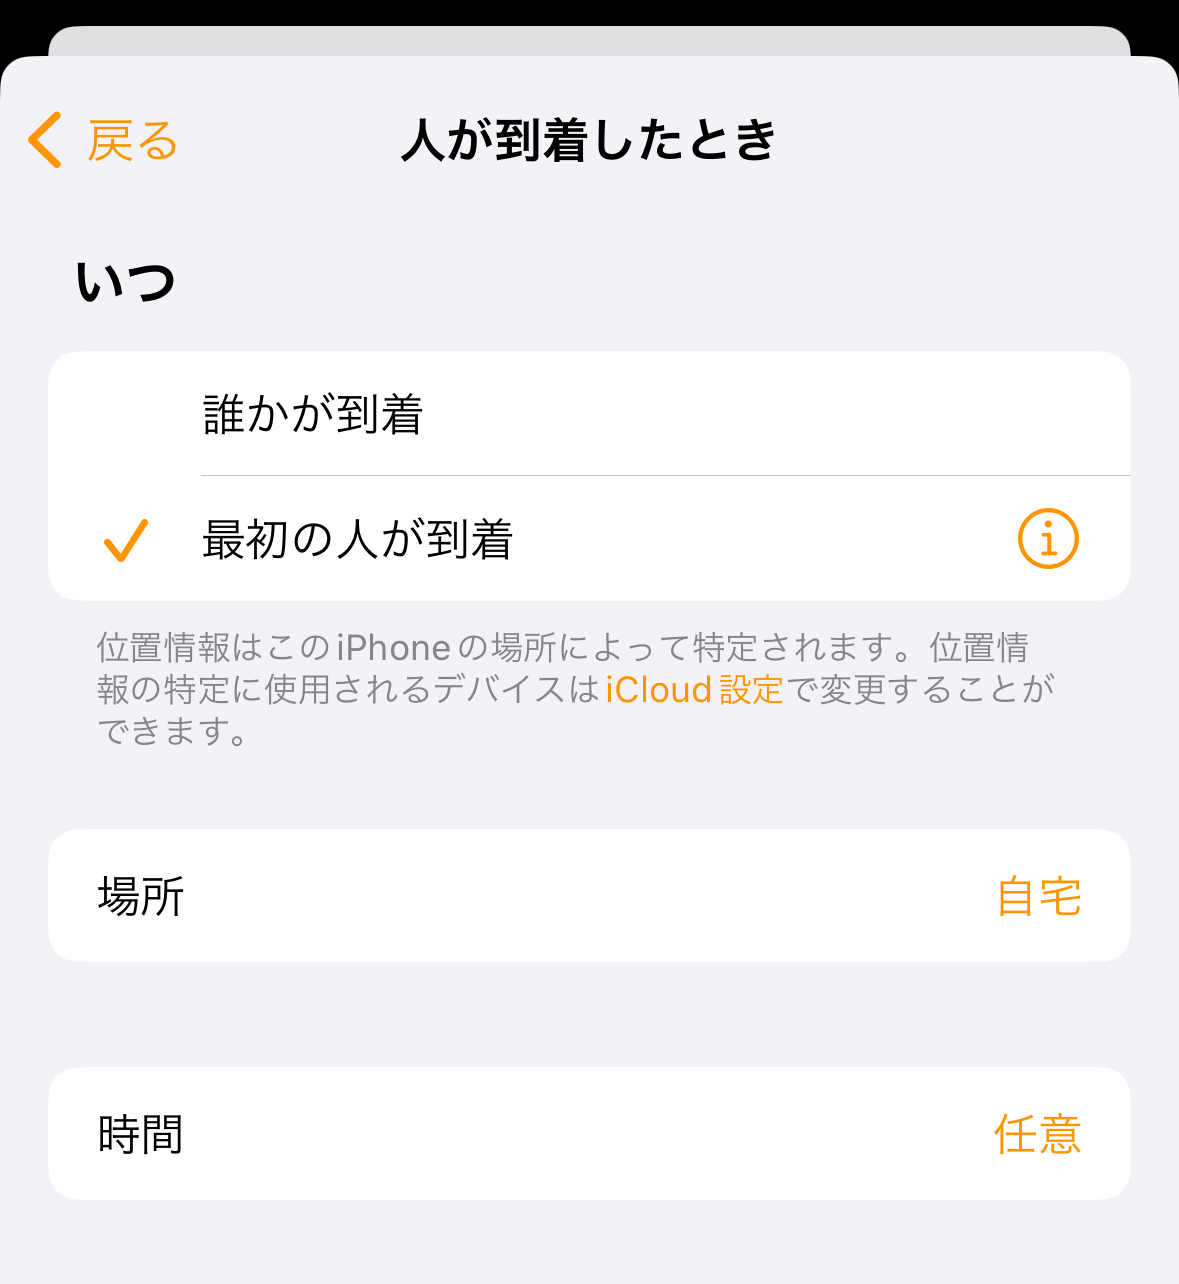 戻る
人が到着したとき
いつ
誰かが到着
最初の人が到着
位置情報はこのiPhoneの場所によって特定されます。位置情
報の特定に使用されるデバイスはiCloud設定で変更することが
できます。
場所
自宅
時間
任意